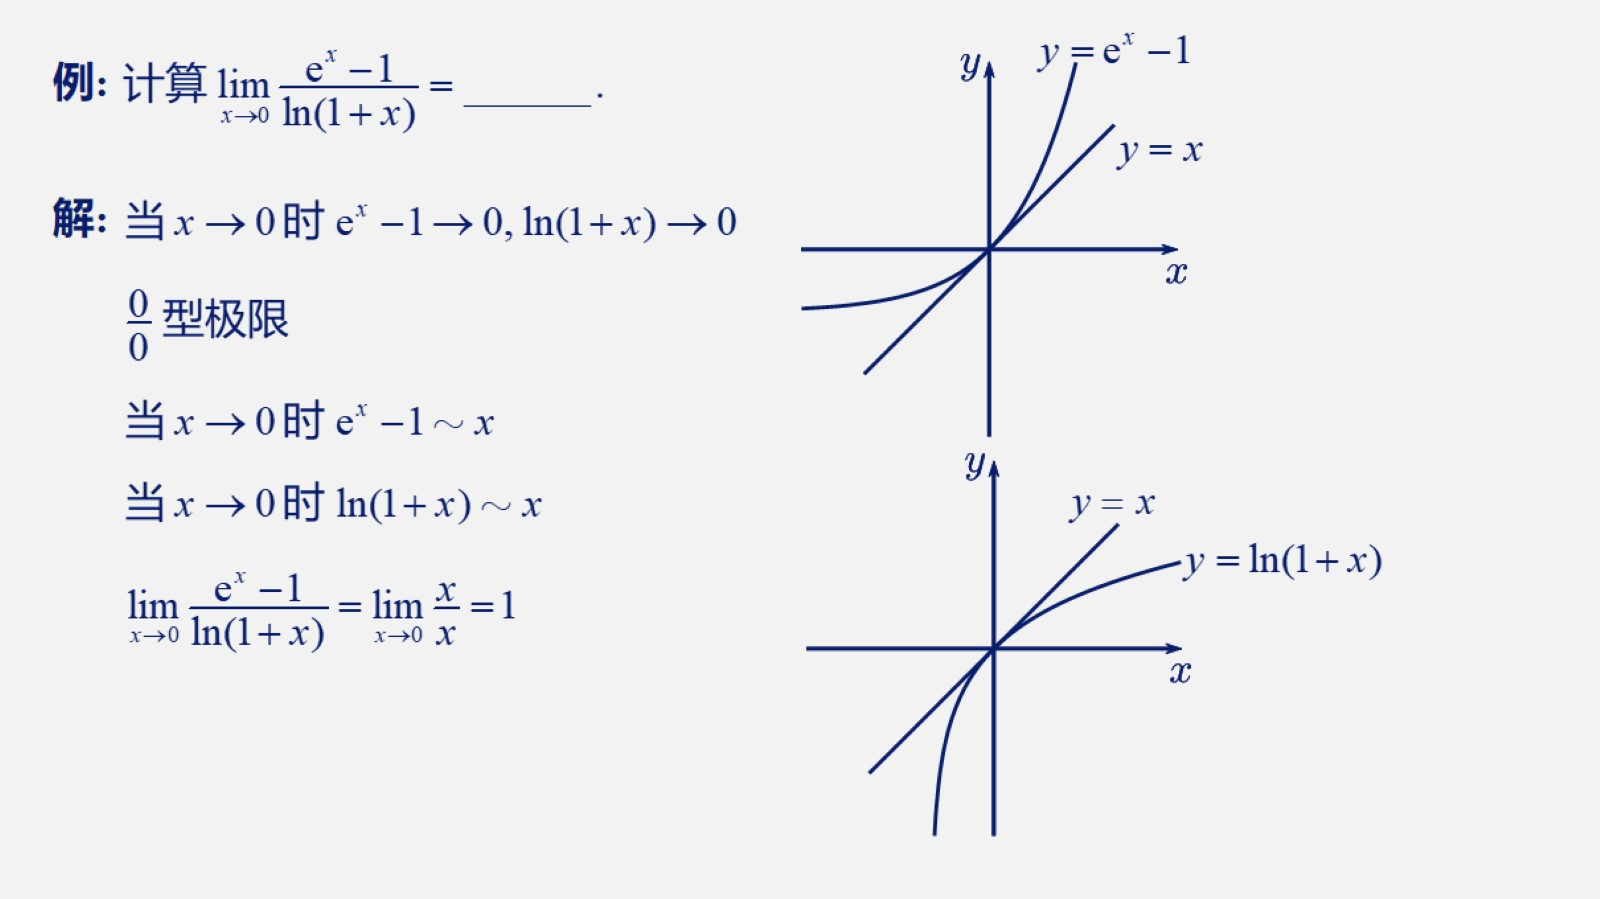 例: 计算 lim_{x→0} (e^x −1)/(ln(1+x)) = ______ .
解: 当 x → 0 时 e^x −1 → 0, ln(1+x) → 0
0/0 型极限
当 x → 0 时 e^x −1 ~ x
当 x → 0 时 ln(1+x) ~ x
lim_{x→0} (e^x −1)/(ln(1+x)) = lim_{x→0} x/x = 1
y
y = e^x −1
y = x
x
y
y = x
y = ln(1+x)
x